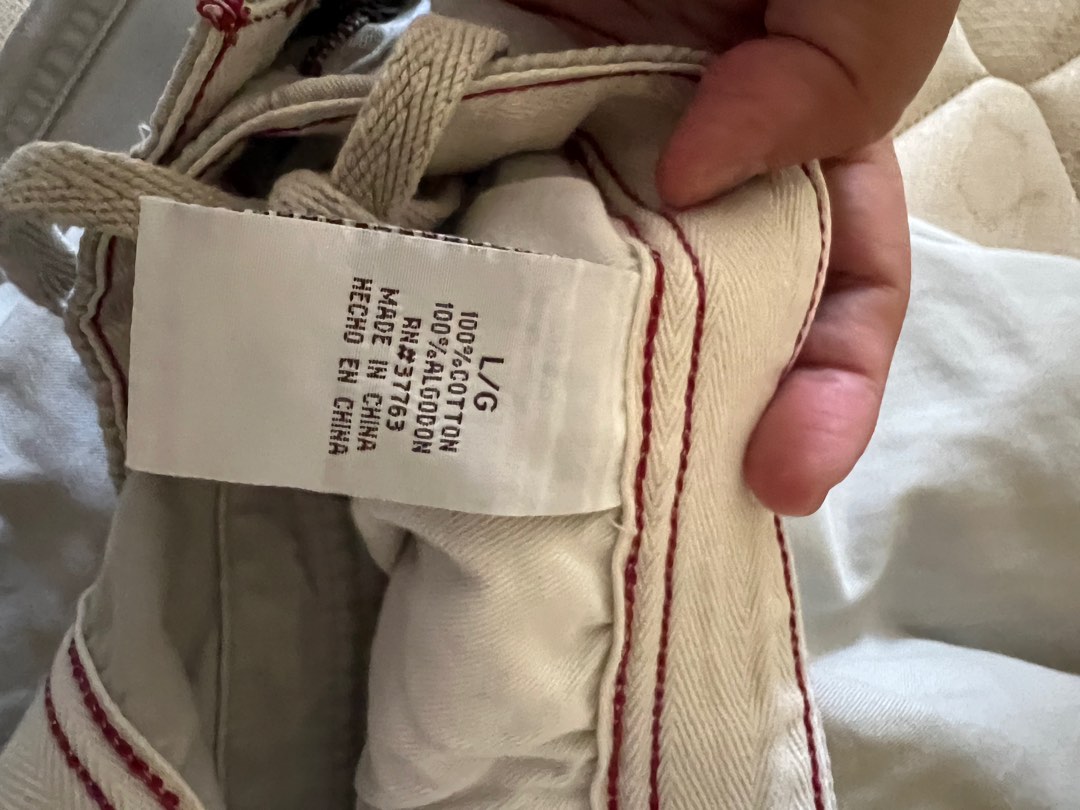 L/G
100%COTTON
100%ALGODON
RN#37763
MADE IN CHINA
HECHO EN CHINA